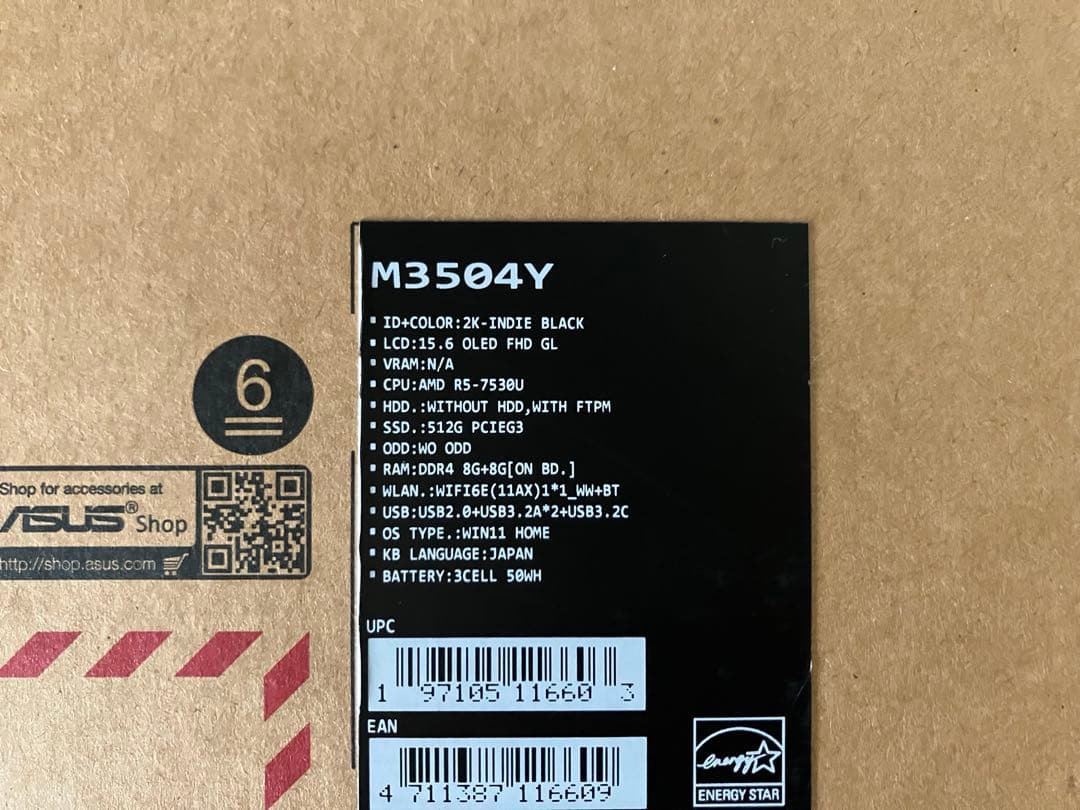 M3504Y
▪ ID+COLOR:2K-INDIE BLACK
▪ LCD:15.6 OLED FHD GL
▪ VRAM:N/A
▪ CPU:AMD R5-7530U
▪ HDD.:WITHOUT HDD,WITH FTPM
▪ SSD.:512G PCIEG3
▪ ODD:WO ODD
▪ RAM:DDR4 8G+8G[ON BD.]
▪ WLAN.:WIFI6E(11AX)1*1_WW+BT
▪ USB:USB2.0+USB3.2A*2+USB3.2C
▪ OS TYPE.:WIN11 HOME
▪ KB LANGUAGE:JAPAN
▪ BATTERY:3CELL 50WH
UPC
1 97105 11660 3
EAN
4 711387 116609
energy
ENERGY STAR
6
Shop for accessories at
ASUS® Shop
http://shop.asus.com